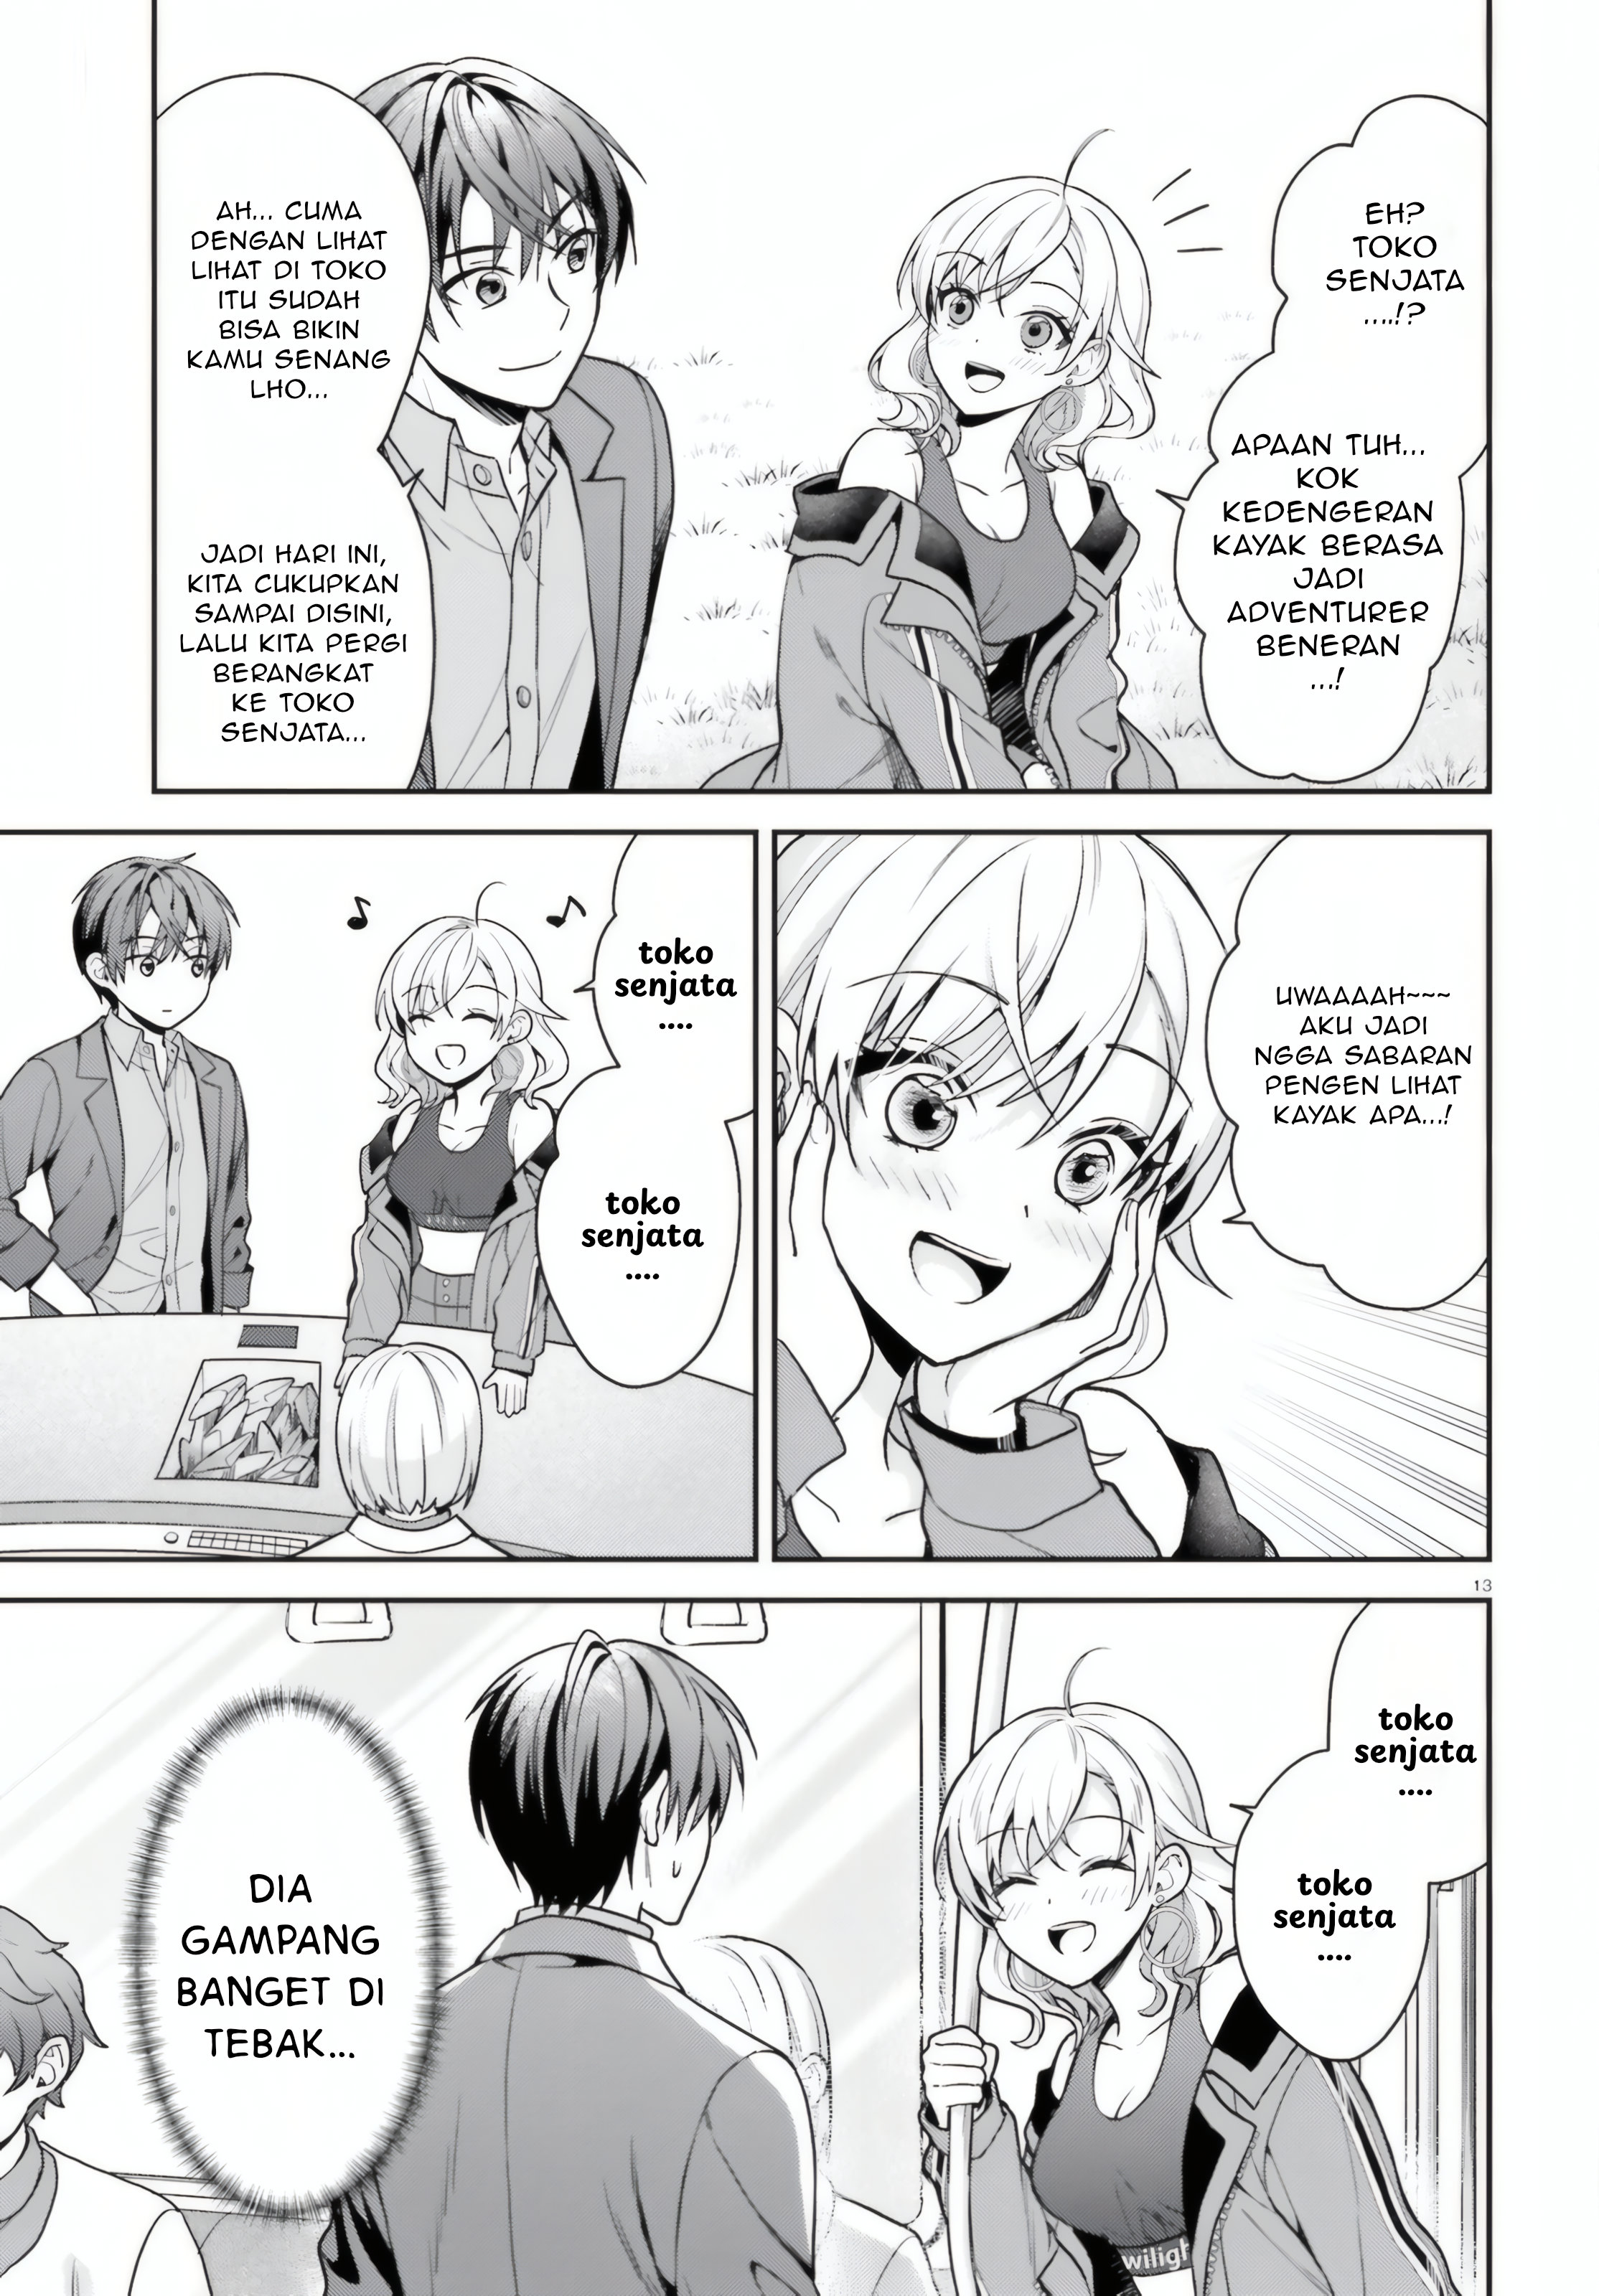 EH?
TOKO
SENJATA
....!?
APAAN TUH...
KOK
KEDENGERAN
KAYAK BERASA
JADI
ADVENTURER
BENERAN
...!
AH... CUMA
DENGAN LIHAT
LIHAT DI TOKO
ITU SUDAH
BISA BIKIN
KAMU SENANG
LHO...
JADI HARI INI,
KITA CUKUPKAN
SAMPAI DISINI,
LALU KITA PERGI
BERANGKAT
KE TOKO
SENJATA...
UWAAAAH~~~
AKU JADI
NGGA SABARAN
PENGEN LIHAT
KAYAK APA...!
toko
senjata
....
toko
senjata
....
13
toko
senjata
....
toko
senjata
....
DIA
GAMPANG
BANGET DI
TEBAK...
wiligh